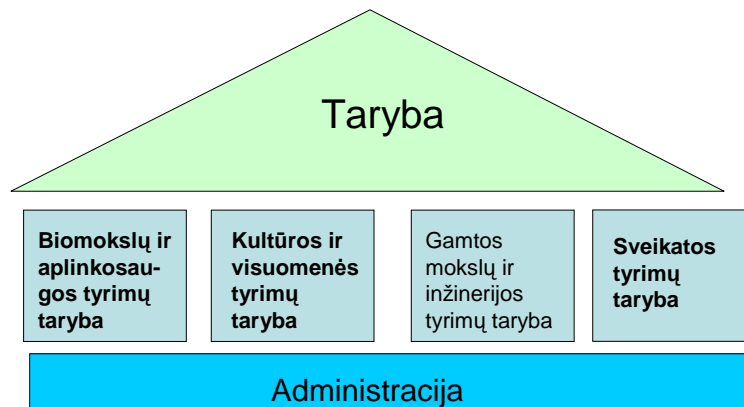 Taryba
Biomokslų ir
aplinkosau-
gos tyrimų
taryba
Kultūros ir
visuomenės
tyrimų
taryba
Gamtos
mokslų ir
inžinerijos
tyrimų taryba
Sveikatos
tyrimų
taryba
Administracija